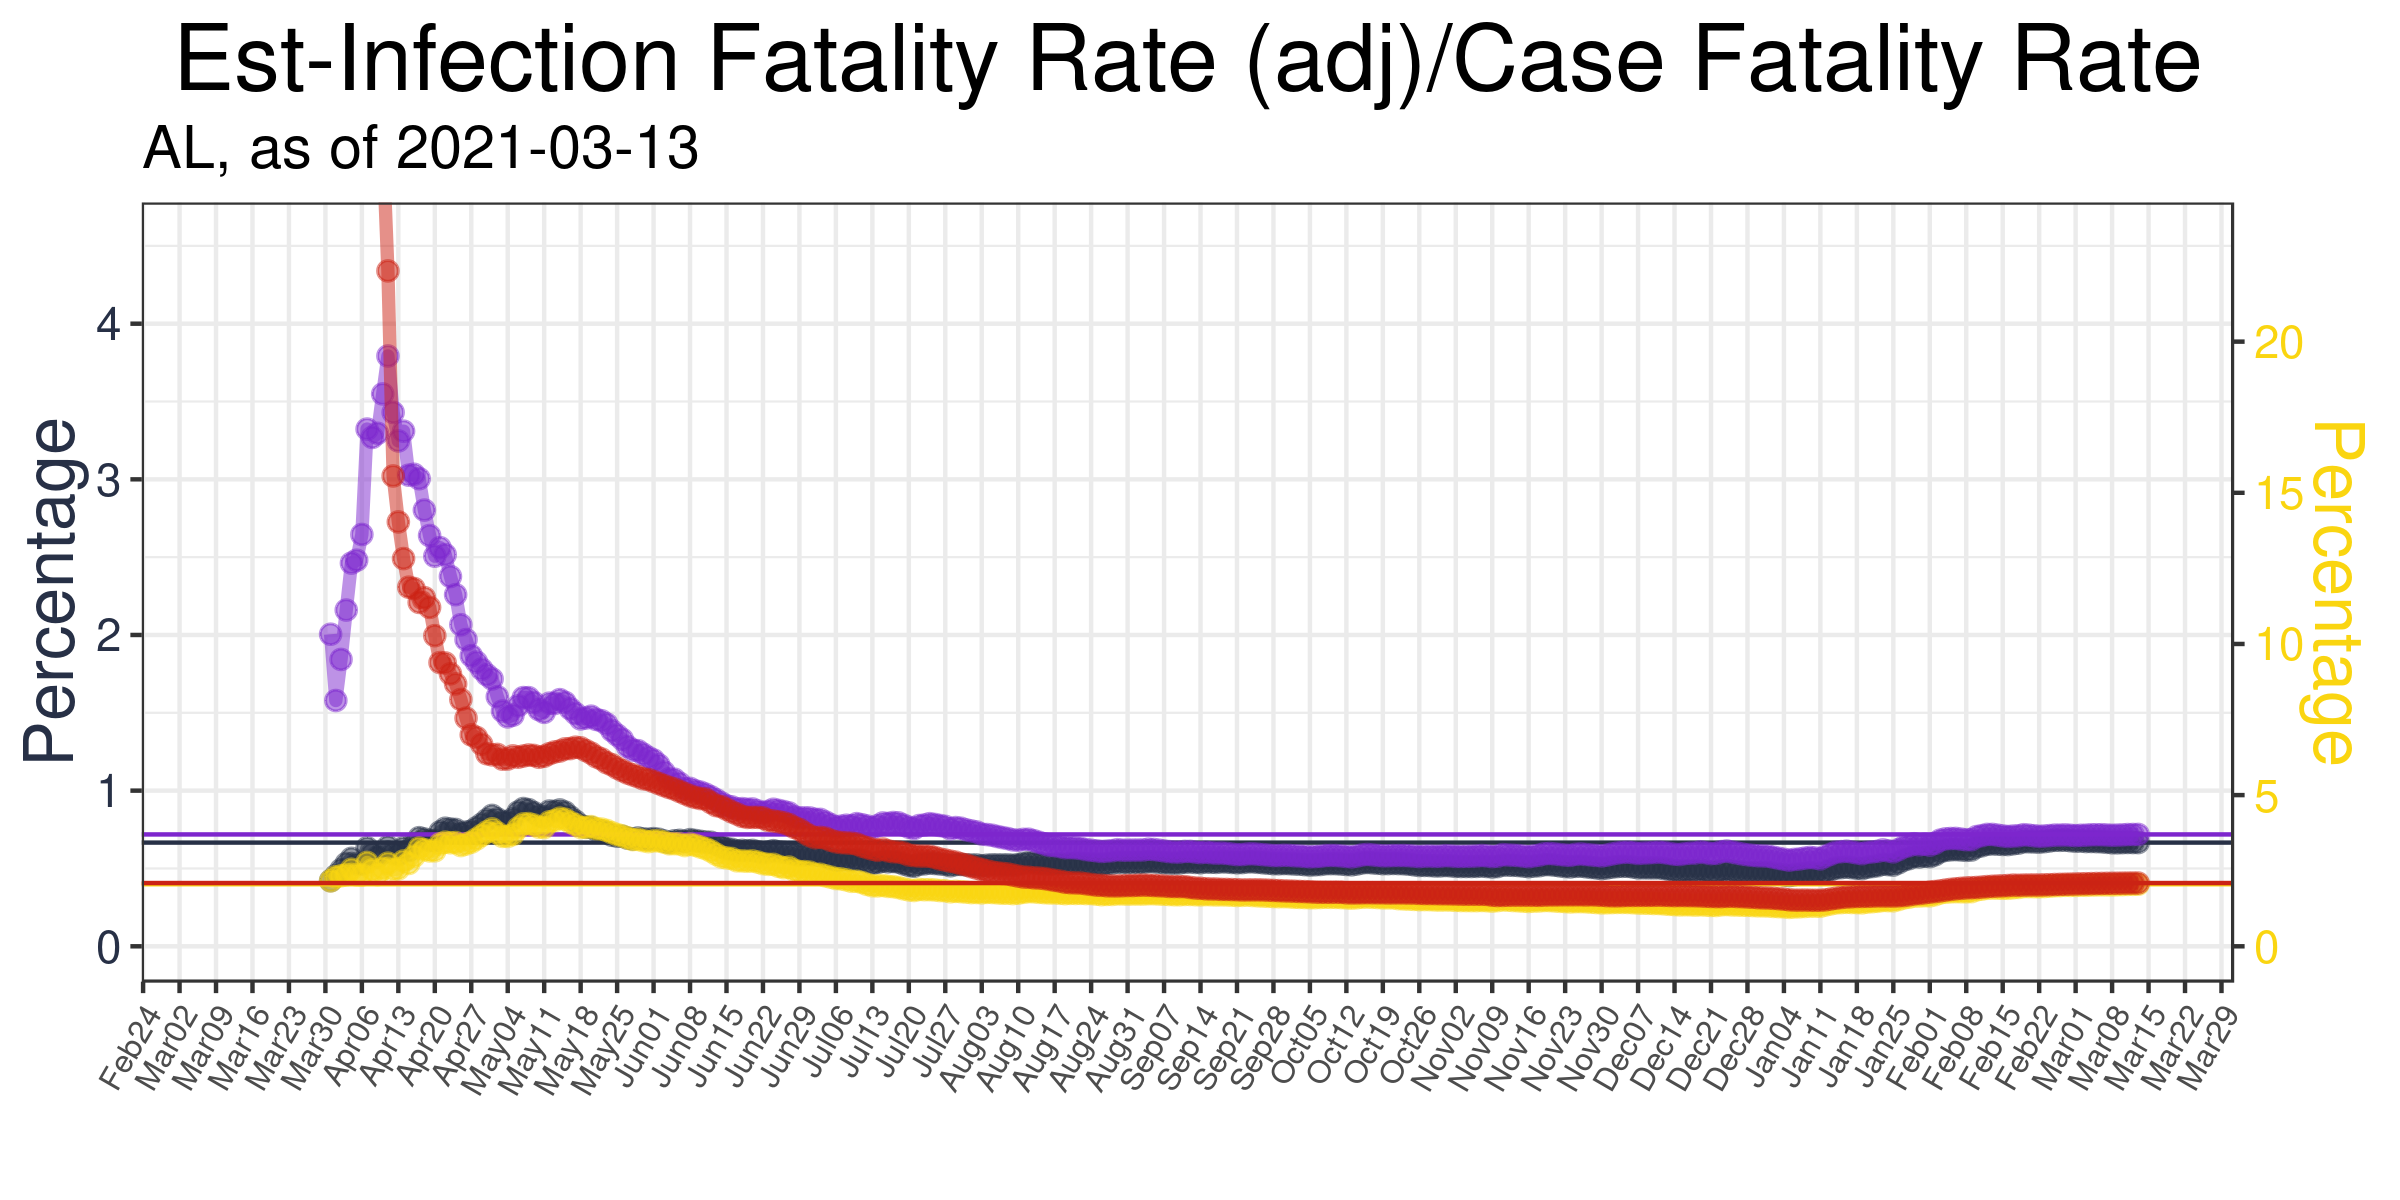 Est-Infection Fatality Rate (adj)/Case Fatality Rate
AL, as of 2021-03-13
Percentage
4
3
2
1
0
20
15
10
5
0
Percentage
Feb24
Mar02
Mar09
Mar16
Mar23
Mar30
Apr06
Apr13
Apr20
Apr27
May04
May11
May18
May25
Jun01
Jun08
Jun15
Jun22
Jun29
Jul06
Jul13
Jul20
Jul27
Aug03
Aug10
Aug17
Aug24
Aug31
Sep07
Sep14
Sep21
Sep28
Oct05
Oct12
Oct19
Oct26
Nov02
Nov09
Nov16
Nov23
Nov30
Dec07
Dec14
Dec21
Dec28
Jan04
Jan11
Jan18
Jan25
Feb01
Feb08
Feb15
Feb22
Mar01
Mar08
Mar15
Mar22
Mar29